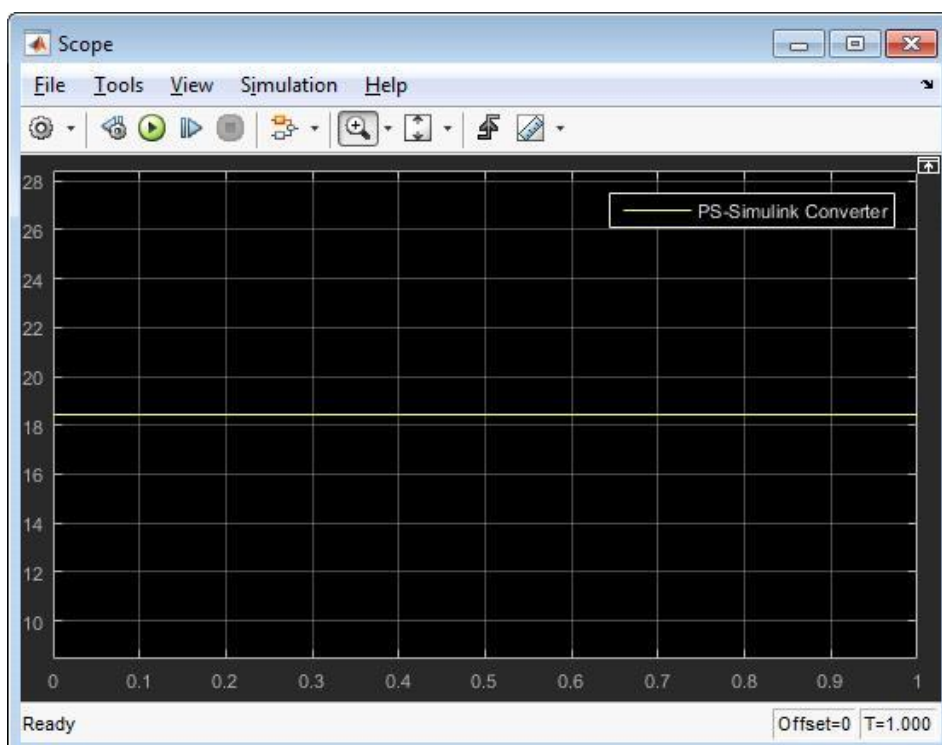 Scope
File Tools View Simulation Help
PS-Simulink Converter
28
26
24
22
20
18
16
14
12
10
0 0.1 0.2 0.3 0.4 0.5 0.6 0.7 0.8 0.9 1
Ready Offset=0 T=1.000